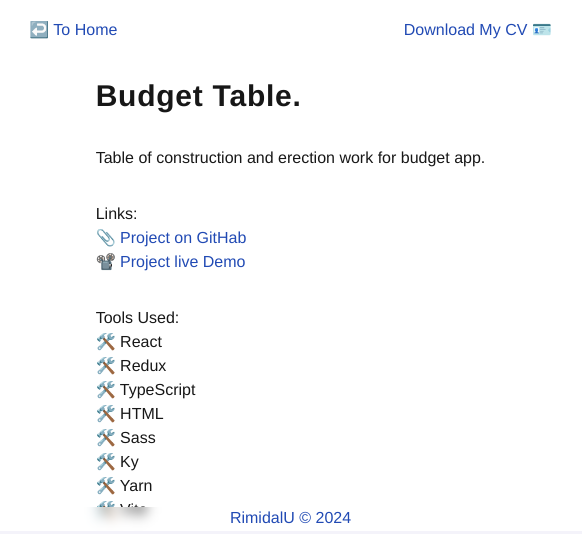 ↩️ To Home
Download My CV 🪪
Budget Table.
Table of construction and erection work for budget app.
Links:
📎 Project on GitHab
📽️ Project live Demo
Tools Used:
🛠️ React
🛠️ Redux
🛠️ TypeScript
🛠️ HTML
🛠️ Sass
🛠️ Ky
🛠️ Yarn
🛠️ Vite
RimidalU © 2024